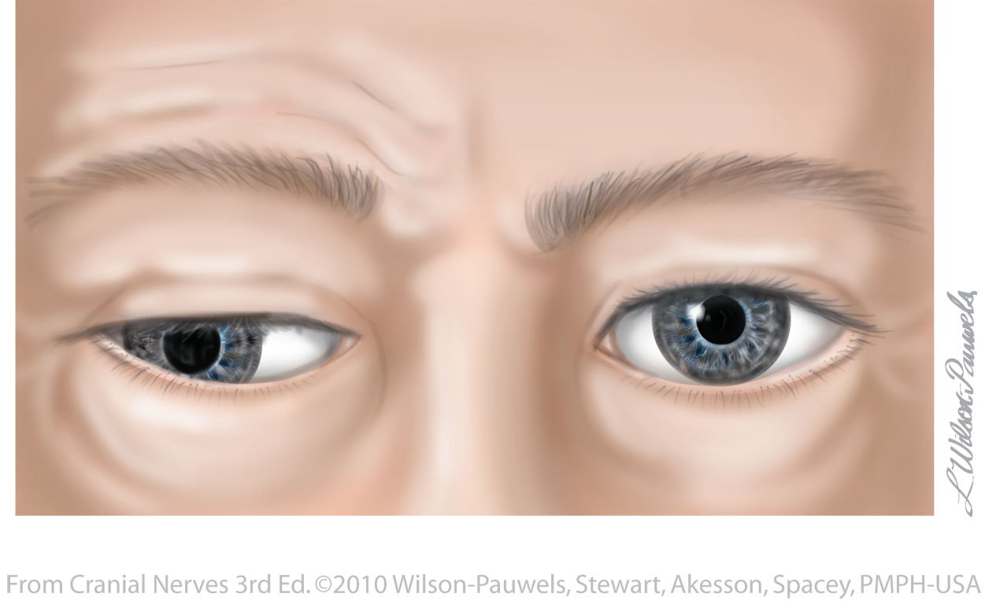 L. Wilson-Pauwels
From Cranial Nerves 3rd Ed. ©2010 Wilson-Pauwels, Stewart, Akesson, Spacey, PMPH-USA